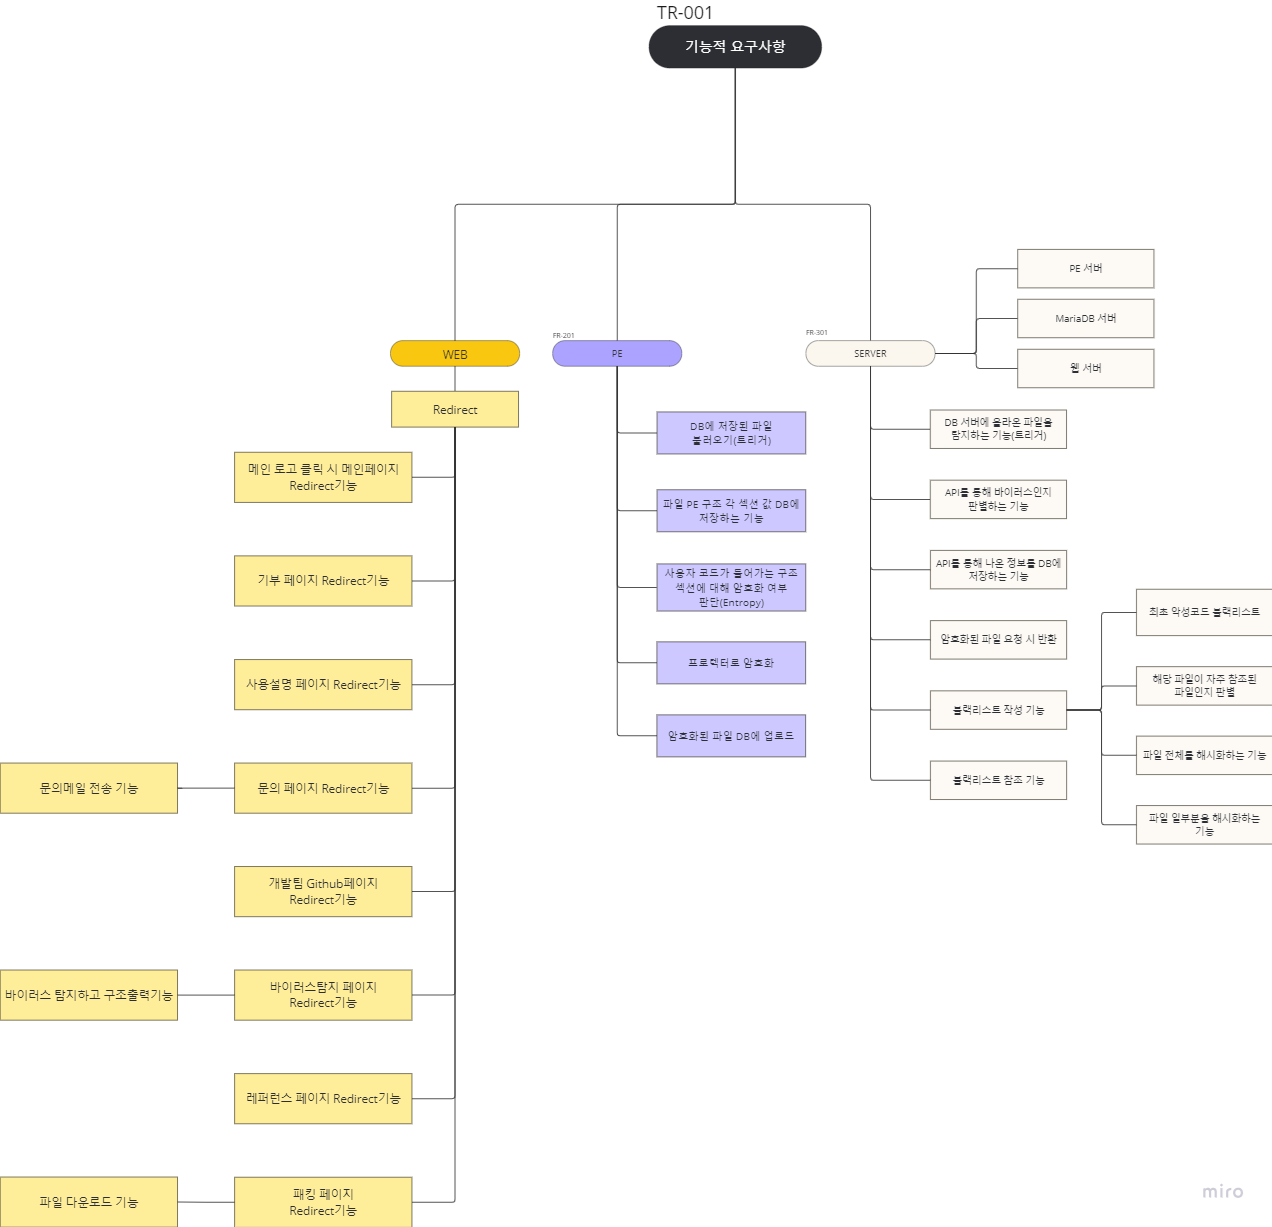 TR-001
기능적 요구사항
WEB
Redirect
메인 로고 클릭 시 메인페이지
Redirect기능
기부 페이지 Redirect기능
사용설명 페이지 Redirect기능
문의메일 전송 기능
문의 페이지 Redirect기능
개발팀 Github페이지
Redirect기능
바이러스 탐지하고 구조출력기능
바이러스탐지 페이지
Redirect기능
레퍼런스 페이지 Redirect기능
파일 다운로드 기능
패킹 페이지
Redirect기능
FR-201
PE
DB에 저장된 파일
불러오기(트리거)
파일 PE 구조 각 섹션 값 DB에
저장하는 기능
사용자 코드가 들어가는 구조
섹션에 대해 암호화 여부
판단(Entropy)
프로텍터로 암호화
암호화된 파일 DB에 업로드
FR-301
SERVER
PE 서버
MariaDB 서버
웹 서버
DB 서버에 올라온 파일을
탐지하는 기능(트리거)
API를 통해 바이러스인지
판별하는 기능
API를 통해 나온 정보를 DB에
저장하는 기능
암호화된 파일 요청 시 반환
블랙리스트 작성 기능
블랙리스트 참조 기능
최초 악성코드 블랙리스트
해당 파일이 자주 참조된
파일인지 판별
파일 전체를 해시화하는 기능
파일 일부분을 해시화하는
기능
miro